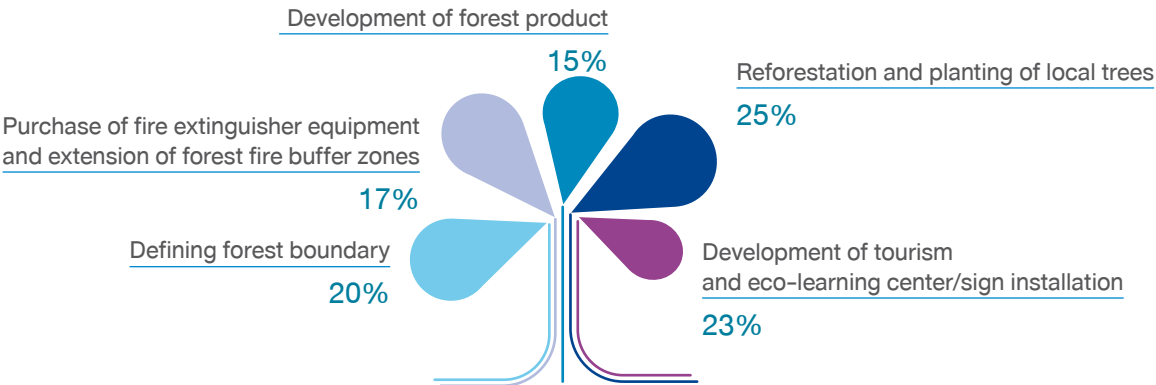 Development of forest product
15%
Reforestation and planting of local trees
25%
Purchase of fire extinguisher equipment
and extension of forest fire buffer zones
17%
Defining forest boundary
20%
Development of tourism
and eco-learning center/sign installation
23%